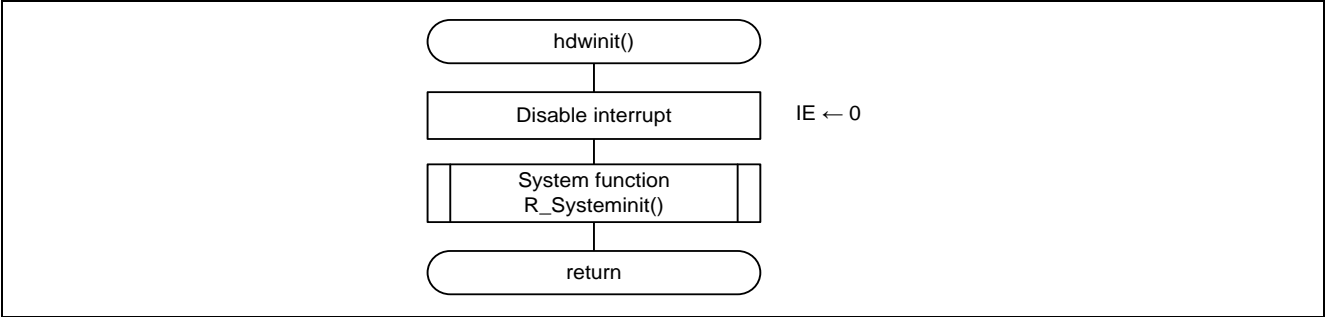 hdwinit()
Disable interrupt
IE ← 0
System function
R_Systeminit()
return